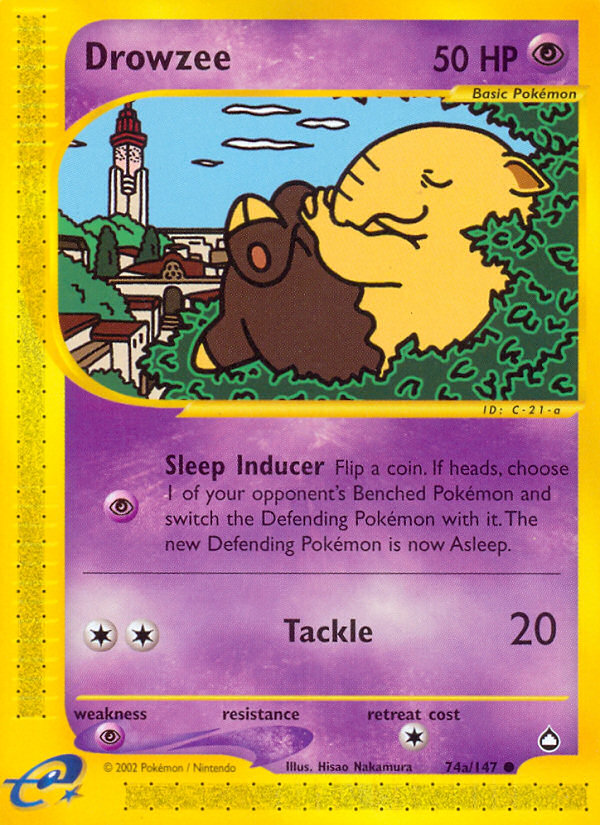 Drowzee 50 HP
Basic Pokémon
ID: C-21-a
Sleep Inducer Flip a coin. If heads, choose
1 of your opponent's Benched Pokémon and
switch the Defending Pokémon with it. The
new Defending Pokémon is now Asleep.
Tackle 20
weakness resistance retreat cost
© 2002 Pokémon / Nintendo Illus. Hisao Nakamura 74a/147
e